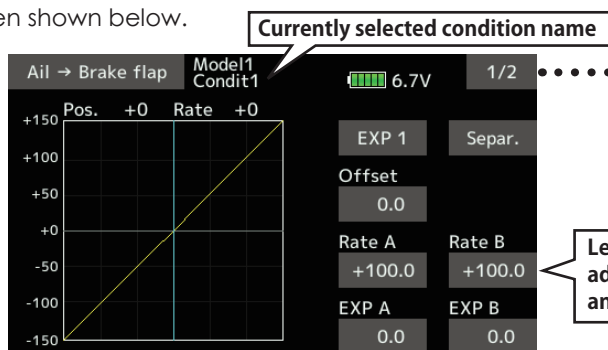 en shown below.
Currently selected condition name
Ail → Brake flap
Model1
Condit1
6.7V
1/2
Pos. +0 Rate +0
+150
+100
+50
+0
-50
-100
-150
EXP 1
Separ.
Offset
0.0
Rate A
Rate B
+100.0
+100.0
EXP A
EXP B
0.0
0.0
Le
ad
an